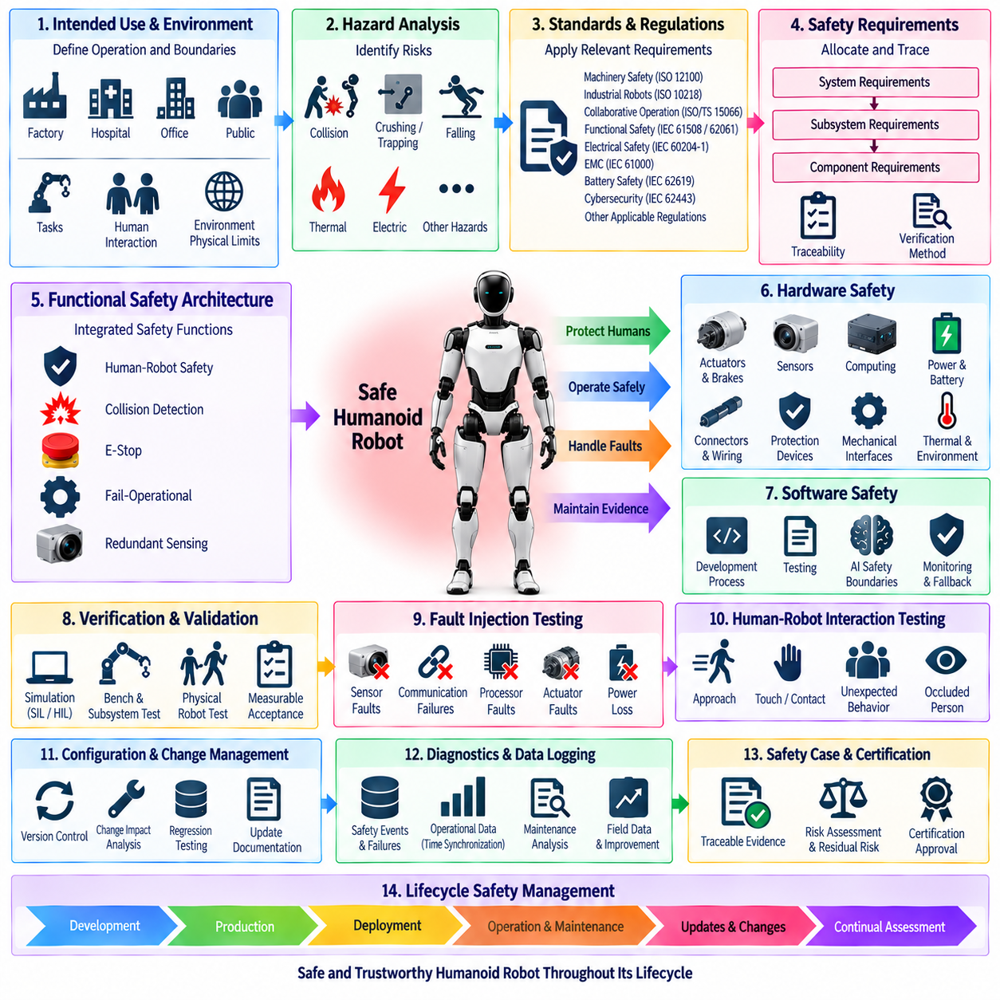 1. Intended Use & Environment
Define Operation and Boundaries
Factory
Hospital
Office
Public
Tasks
Human
Interaction
Environment
Physical Limits
2. Hazard Analysis
Identify Risks
Collision
Crushing /
Trapping
Falling
Thermal
Electric
Other Hazards
3. Standards & Regulations
Apply Relevant Requirements
Machinery Safety (ISO 12100)
Industrial Robots (ISO 10218)
Collaborative Operation (ISO/TS 15066)
Functional Safety (IEC 61508 / 62061)
Electrical Safety (IEC 60204-1)
EMC (IEC 61000)
Battery Safety (IEC 62619)
Cybersecurity (IEC 62443)
Other Applicable Regulations
4. Safety Requirements
Allocate and Trace
System Requirements
Subsystem Requirements
Component Requirements
Traceability
Verification
Method
5. Functional Safety Architecture
Integrated Safety Functions
Human-Robot Safety
Collision Detection
E-Stop
Fail-Operational
Redundant Sensing
Safe
Humanoid
Robot
Protect Humans
Operate Safely
Handle Faults
Maintain Evidence
6. Hardware Safety
Actuators
& Brakes
Sensors
Computing
Power &
Battery
Connectors
& Wiring
Protection
Devices
Mechanical
Interfaces
Thermal &
Environment
7. Software Safety
</>
Development
Process
Testing
AI Safety
Boundaries
Monitoring
& Fallback
8. Verification & Validation
Simulation
(SIL / HIL)
Bench &
Subsystem Test
Physical
Robot Test
Measurable
Acceptance
9. Fault Injection Testing
Sensor
Faults
Communication
Failures
Processor
Faults
Actuator
Faults
Power
Loss
10. Human-Robot Interaction Testing
Approach
Touch / Contact
Unexpected
Behavior
Occluded
Person
11. Configuration & Change Management
Version Control
Change Impact
Analysis
Regression
Testing
Update
Documentation
12. Diagnostics & Data Logging
Safety Events
& Failures
Operational Data
(Time Synchronization)
Maintenance
Analysis
Field Data
& Improvement
13. Safety Case & Certification
Traceable Evidence
Risk Assessment
& Residual Risk
Certification
Approval
14. Lifecycle Safety Management
Development
Production
Deployment
Operation & Maintenance
Updates & Changes
Continual Assessment
Safe and Trustworthy Humanoid Robot Throughout Its Lifecycle